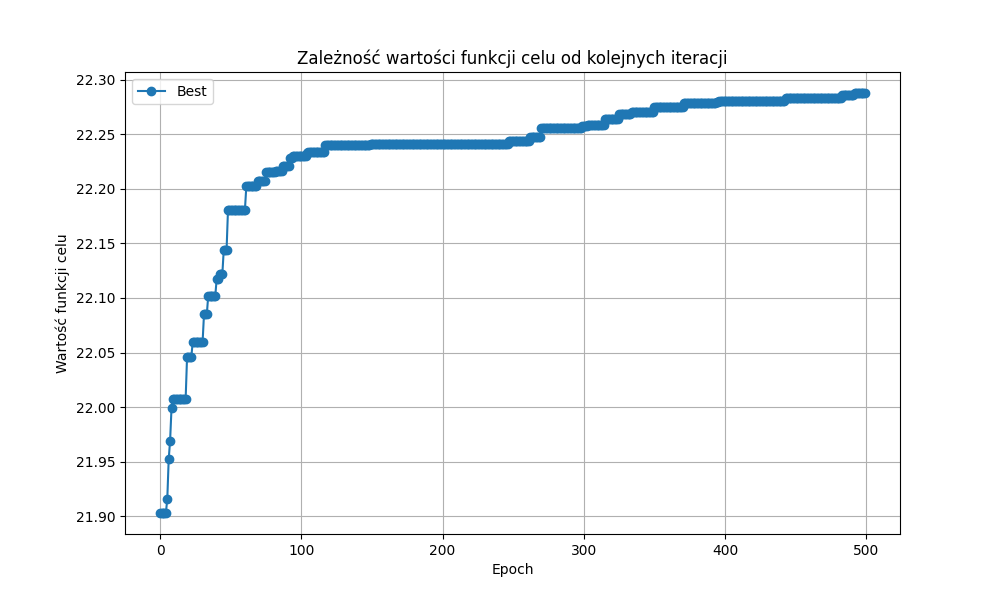 Zależność wartości funkcji celu od kolejnych iteracji
Best
Wartość funkcji celu
22.30
22.25
22.20
22.15
22.10
22.05
22.00
21.95
21.90
0 100 200 300 400 500
Epoch